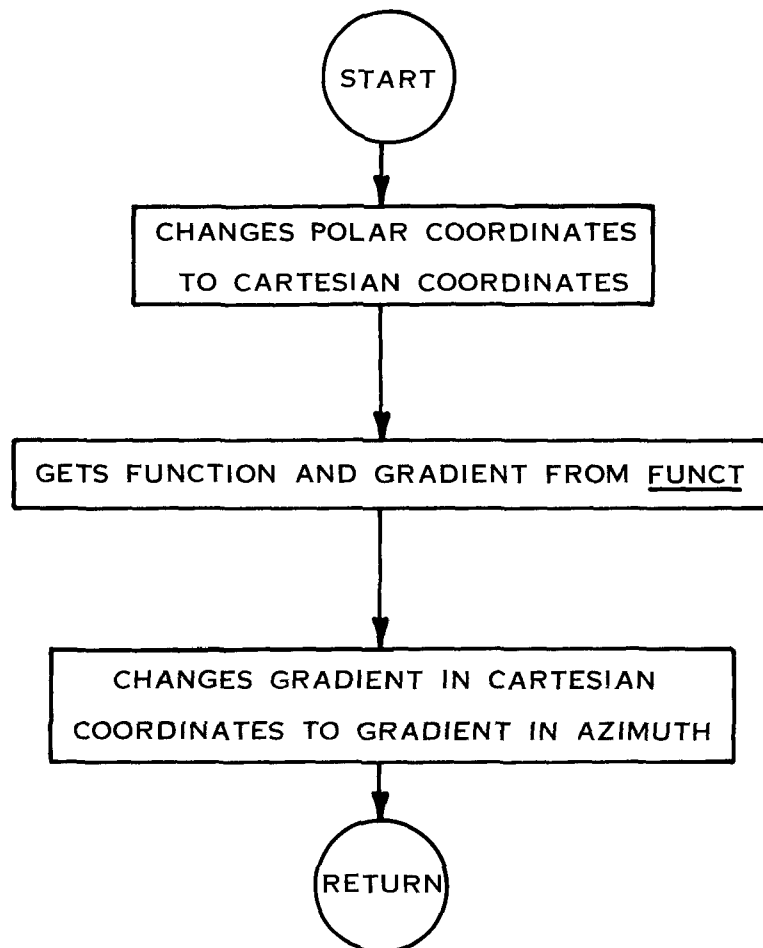 START
CHANGES POLAR COORDINATES
TO CARTESIAN COORDINATES
GETS FUNCTION AND GRADIENT FROM FUNCT
CHANGES GRADIENT IN CARTESIAN
COORDINATES TO GRADIENT IN AZIMUTH
RETURN